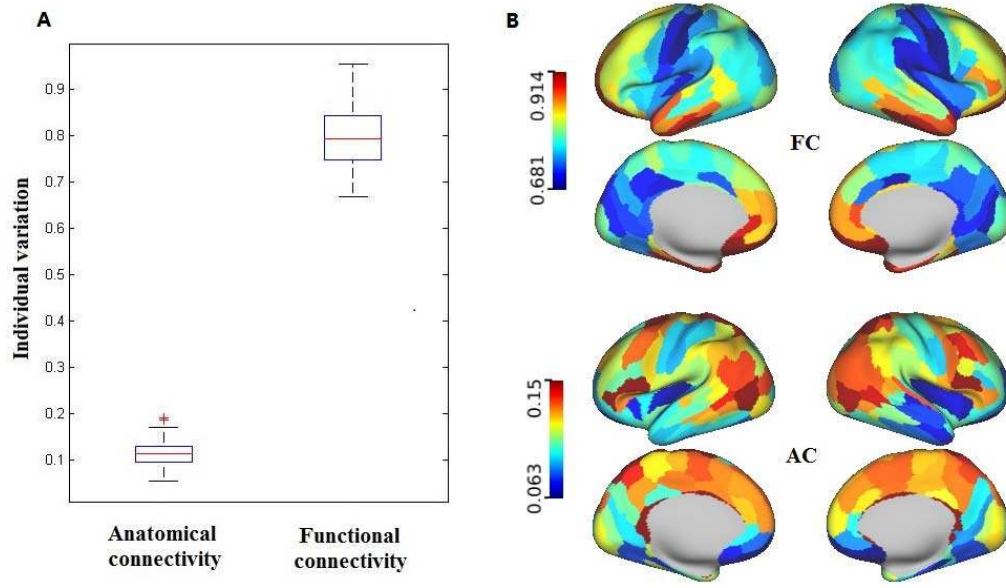 A
Individual variation
0.9
0.8
0.7
0.6
0.5
0.4
0.3
0.2
0.1
Anatomical
connectivity
Functional
connectivity
B
0.914
0.681
FC
0.15
0.063
AC